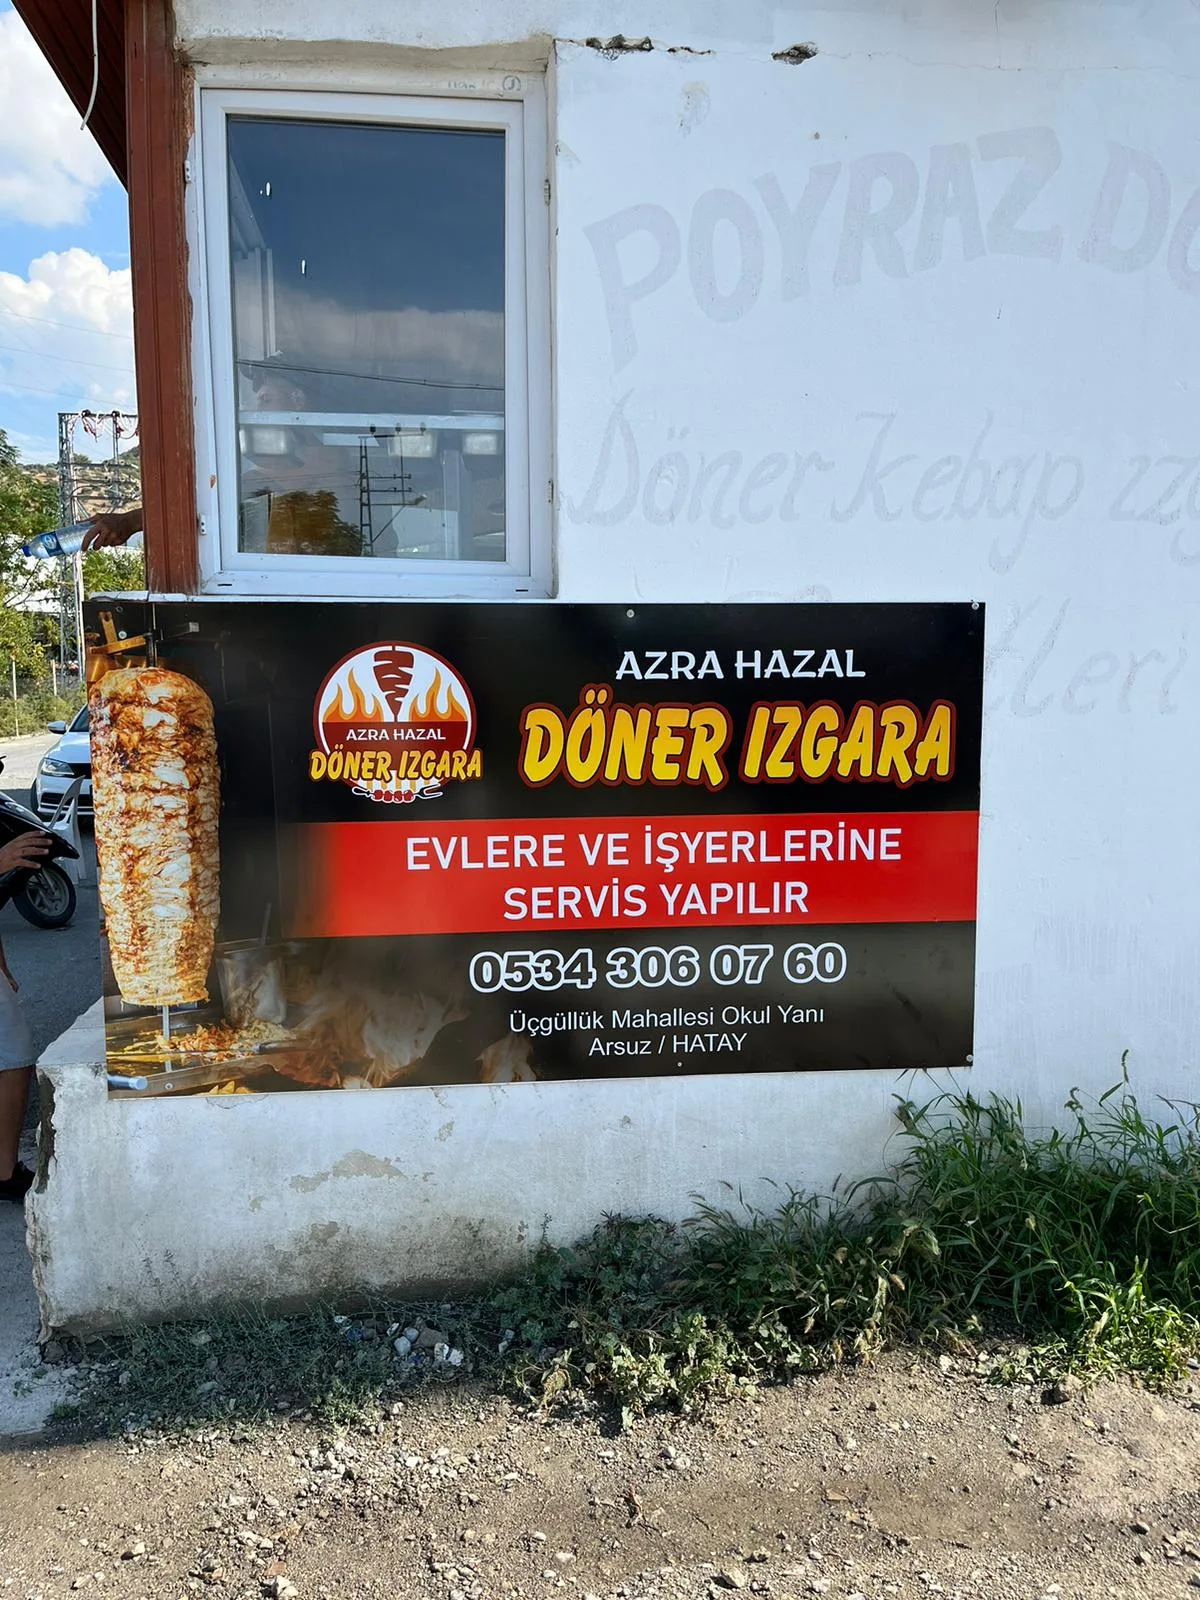 POYRAZ
Döner Kebap
AZRA HAZAL
DÖNER IZGARA
AZRA HAZAL
DÖNER IZGARA
EVLERE VE İŞYERLERİNE
SERVİS YAPILIR
0534 306 07 60
Üçgüllük Mahallesi Okul Yanı
Arsuz / HATAY